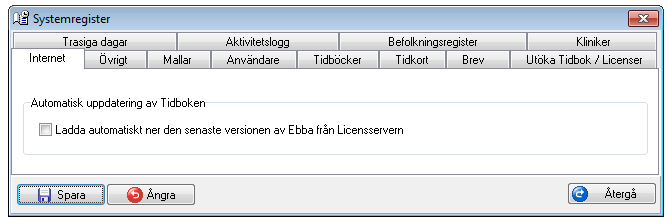 Systemregister
Trasiga dagar Aktivitetslogg Befolkningsregister Kliniker
Internet Övrigt Mallar Användare Tidböcker Tidkort Brev Utöka Tidbok / Licenser
Automatisk uppdatering av Tidboken
Ladda automatiskt ner den senaste versionen av Ebba från Licensservern
Spara Ångra Återgå